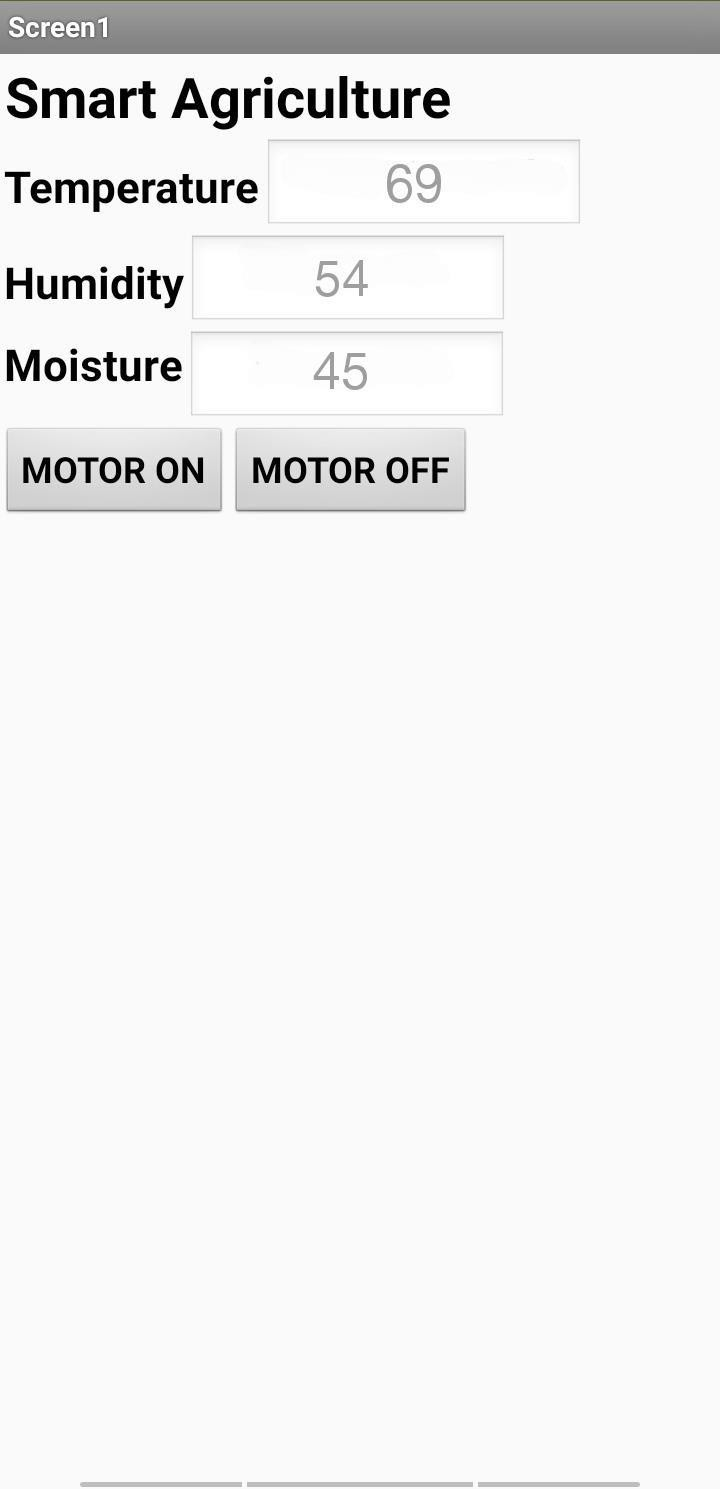 Screen1
Smart Agriculture
Temperature 69
Humidity 54
Moisture 45
MOTOR ON MOTOR OFF